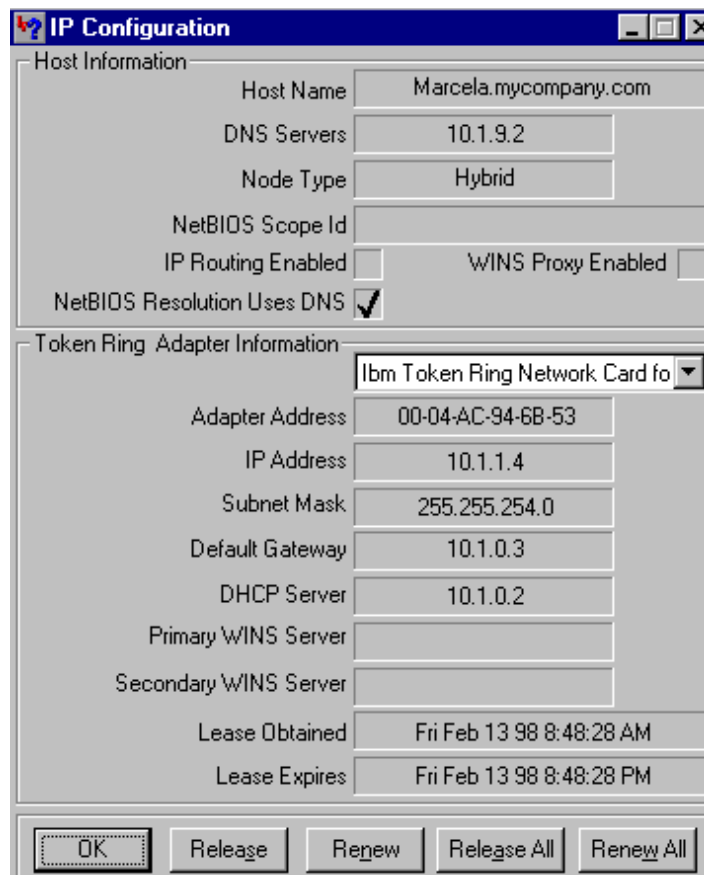 IP Configuration
Host Information
Host Name Marcela.mycompany.com
DNS Servers 10.1.9.2
Node Type Hybrid
NetBIOS Scope Id
IP Routing Enabled WINS Proxy Enabled
NetBIOS Resolution Uses DNS
Token Ring Adapter Information
Ibm Token Ring Network Card fo
Adapter Address 00-04-AC-94-6B-53
IP Address 10.1.1.4
Subnet Mask 255.255.254.0
Default Gateway 10.1.0.3
DHCP Server 10.1.0.2
Primary WINS Server
Secondary WINS Server
Lease Obtained Fri Feb 13 98 8:48:28 AM
Lease Expires Fri Feb 13 98 8:48:28 PM
OK Release Renew Release All Renew All